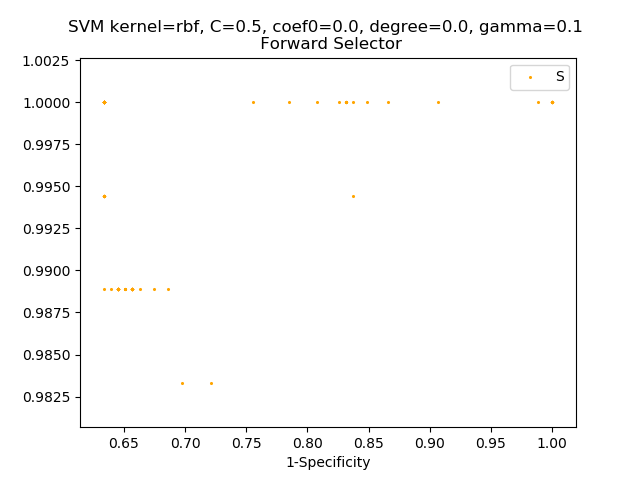 SVM kernel=rbf, C=0.5, coef0=0.0, degree=0.0, gamma=0.1
Forward Selector
S
1.0025
1.0000
0.9975
0.9950
0.9925
0.9900
0.9875
0.9850
0.9825
0.65 0.70 0.75 0.80 0.85 0.90 0.95 1.00
1-Specificity